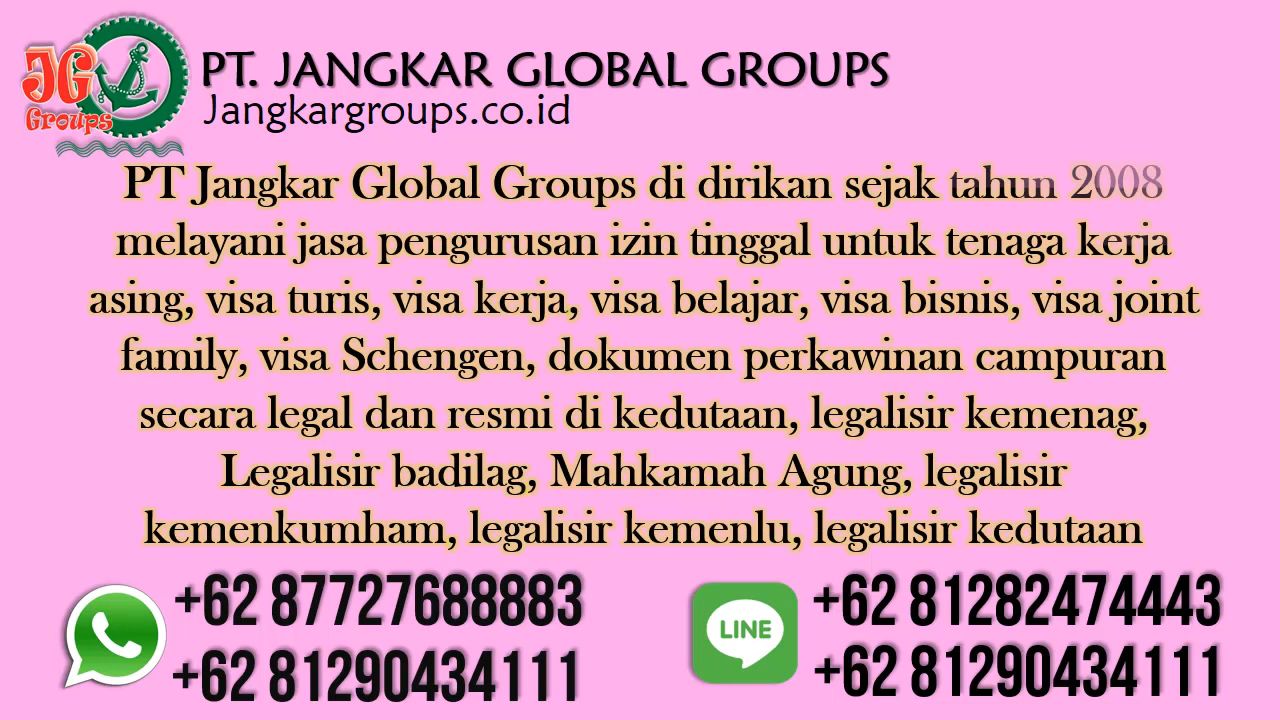 JG
Groups
PT. JANGKAR GLOBAL GROUPS
Jangkargroups.co.id
PT Jangkar Global Groups di dirikan sejak tahun 2008
melayani jasa pengurusan izin tinggal untuk tenaga kerja
asing, visa turis, visa kerja, visa belajar, visa bisnis, visa joint
family, visa Schengen, dokumen perkawinan campuran
secara legal dan resmi di kedutaan, legalisir kemenag,
Legalisir badilag, Mahkamah Agung, legalisir
kemenkumham, legalisir kemenlu, legalisir kedutaan
+62 87727688883
+62 81290434111
LINE
+62 81282474443
+62 81290434111